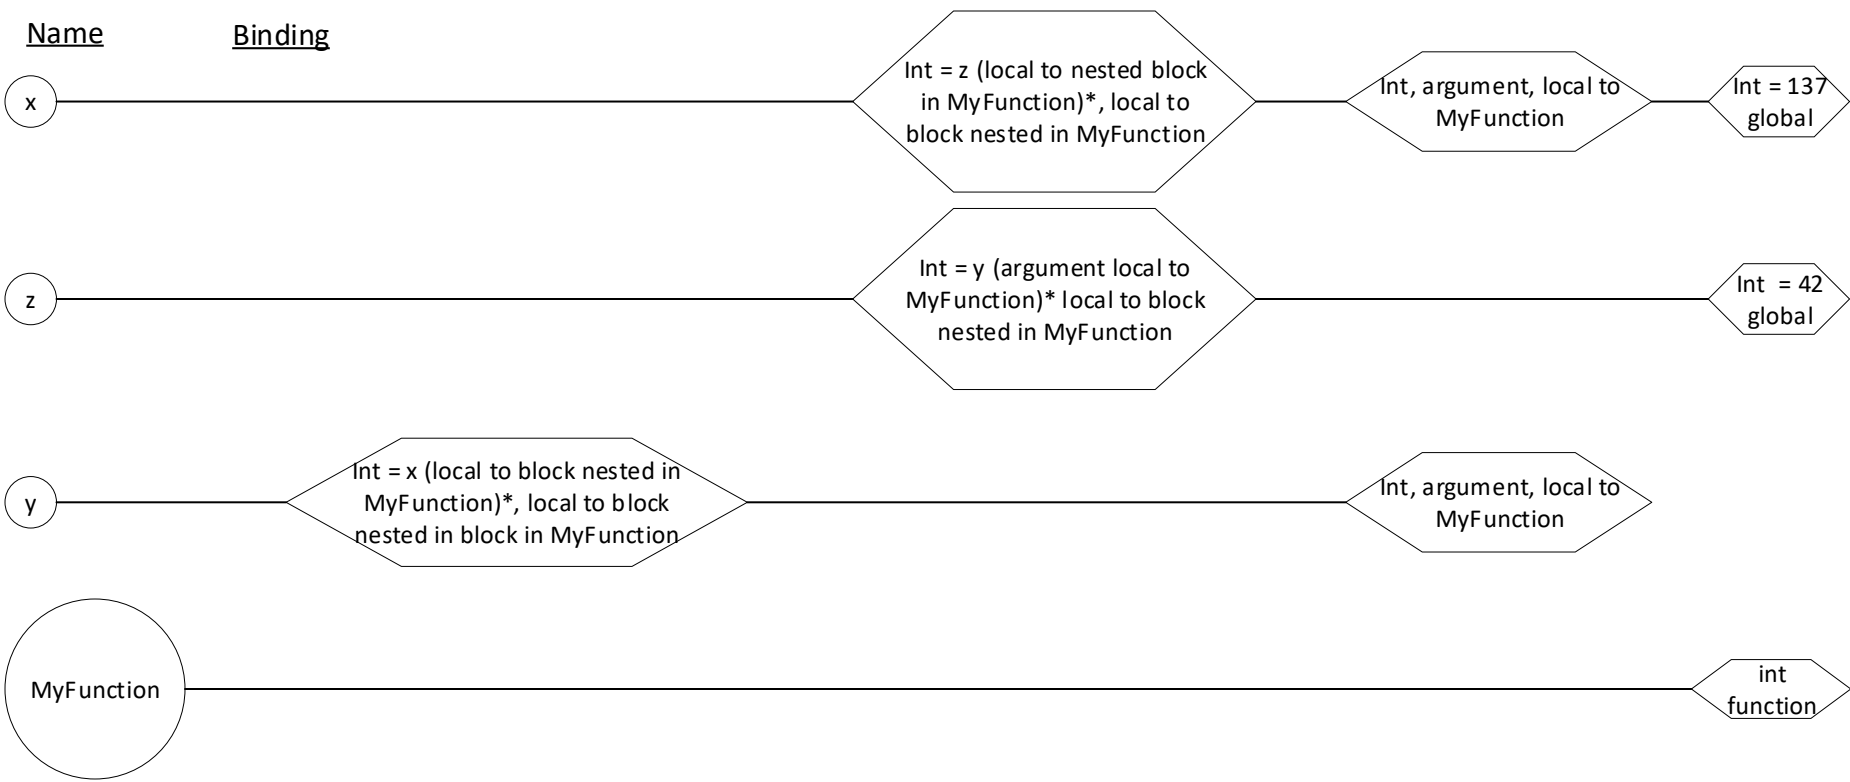 Name
Binding
x
Int = z (local to nested block
in MyFunction)*, local to
block nested in MyFunction
Int, argument, local to
MyFunction
Int = 137
global
z
Int = y (argument local to
MyFunction)* local to block
nested in MyFunction
Int = 42
global
y
Int = x (local to block nested in
MyFunction)*, local to block
nested in block in MyFunction
Int, argument, local to
MyFunction
MyFunction
int
function